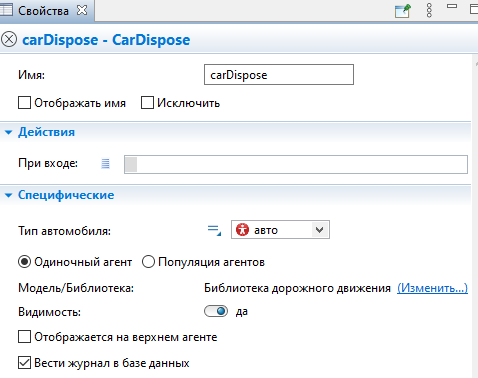 Свойства
carDispose - CarDispose
Имя: carDispose
Отображать имя Исключить
Действия
При входе:
Специфические
Тип автомобиля: авто
Одиночный агент Популяция агентов
Модель/Библиотека: Библиотека дорожного движения (Изменить...)
Видимость: да
Отображается на верхнем агенте
Вести журнал в базе данных